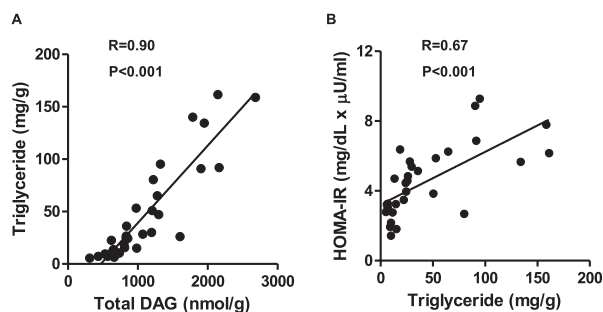 A
R=0.90
P<0.001
Triglyceride (mg/g)
200
150
100
50
0
0 1000 2000 3000
Total DAG (nmol/g)
B
R=0.67
P<0.001
HOMA-IR (mg/dL x μU/ml)
12
8
4
0
0 50 100 150 200
Triglyceride (mg/g)